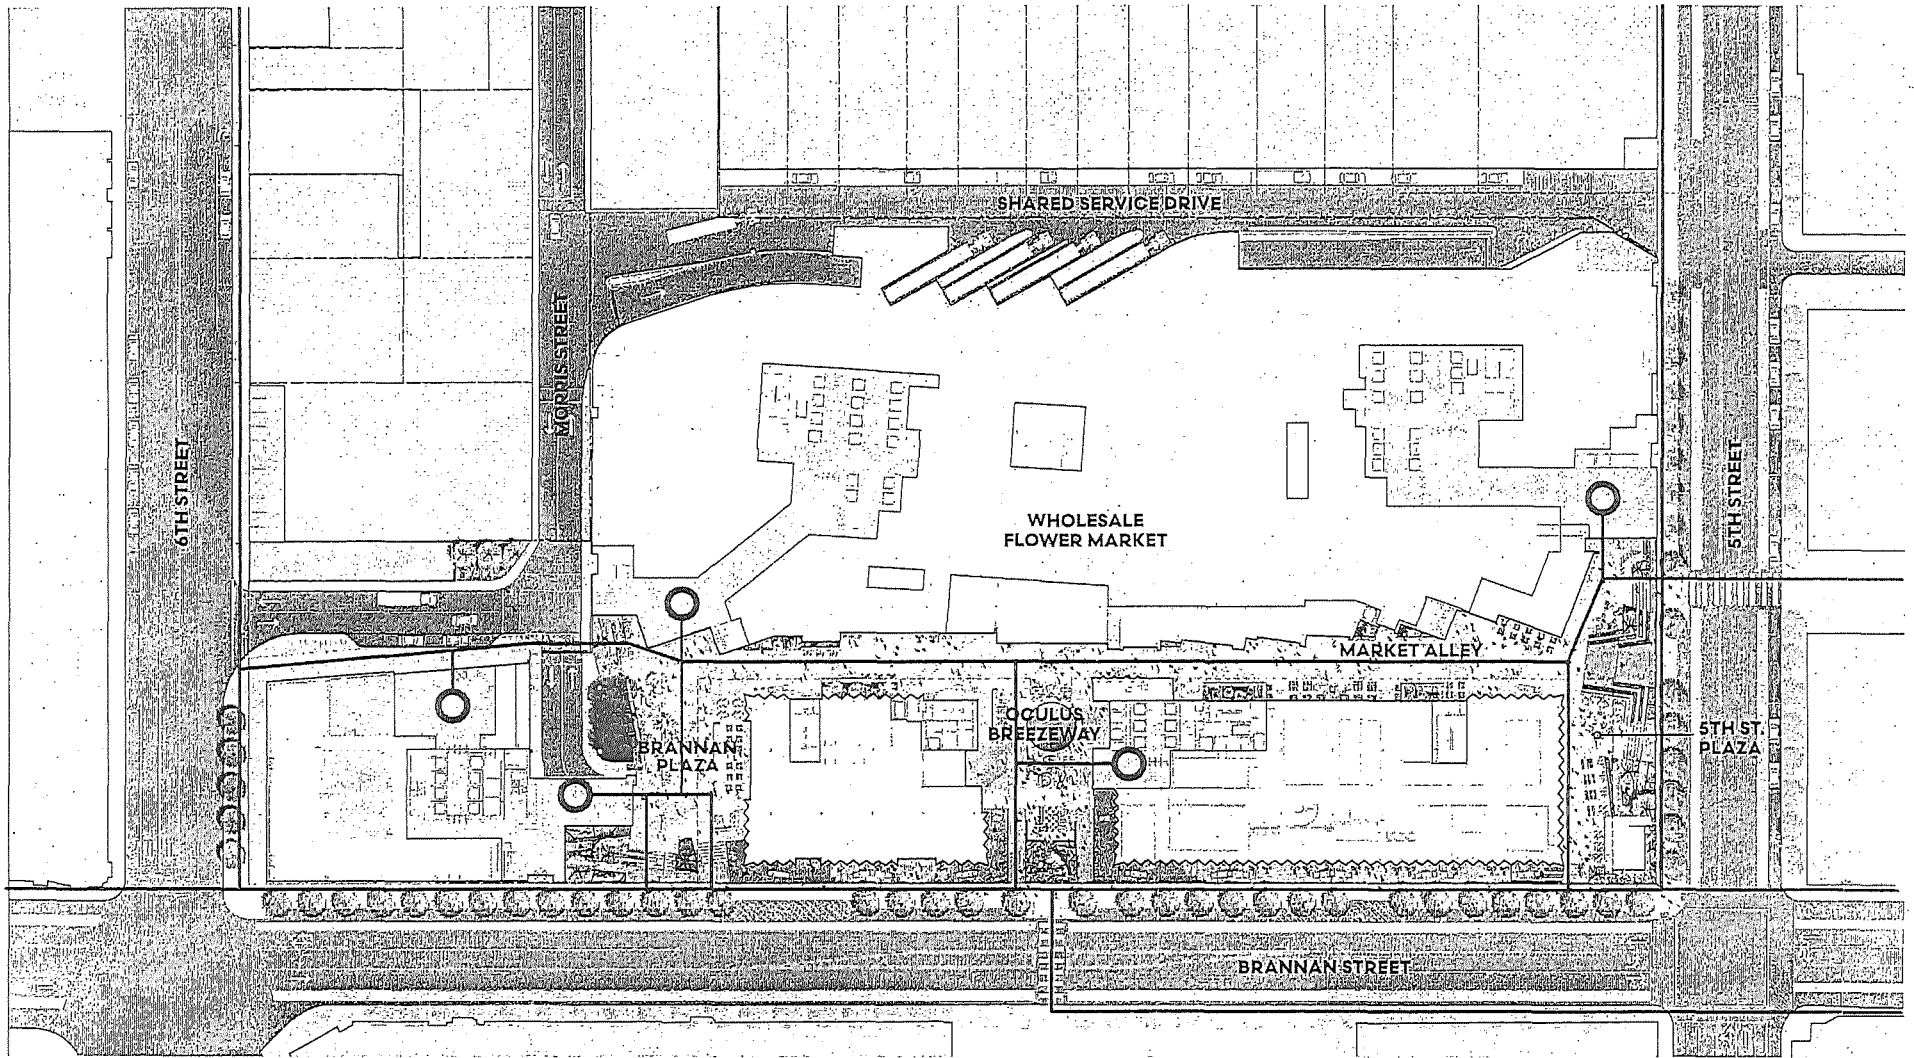 SHARED SERVICE DRIVE
MORRIS STREET
6TH STREET
5TH STREET
WHOLESALE
FLOWER MARKET
MARKET ALLEY
OCULUS
BREEZEWAY
BRANNAN
PLAZA
5TH ST.
PLAZA
BRANNAN STREET